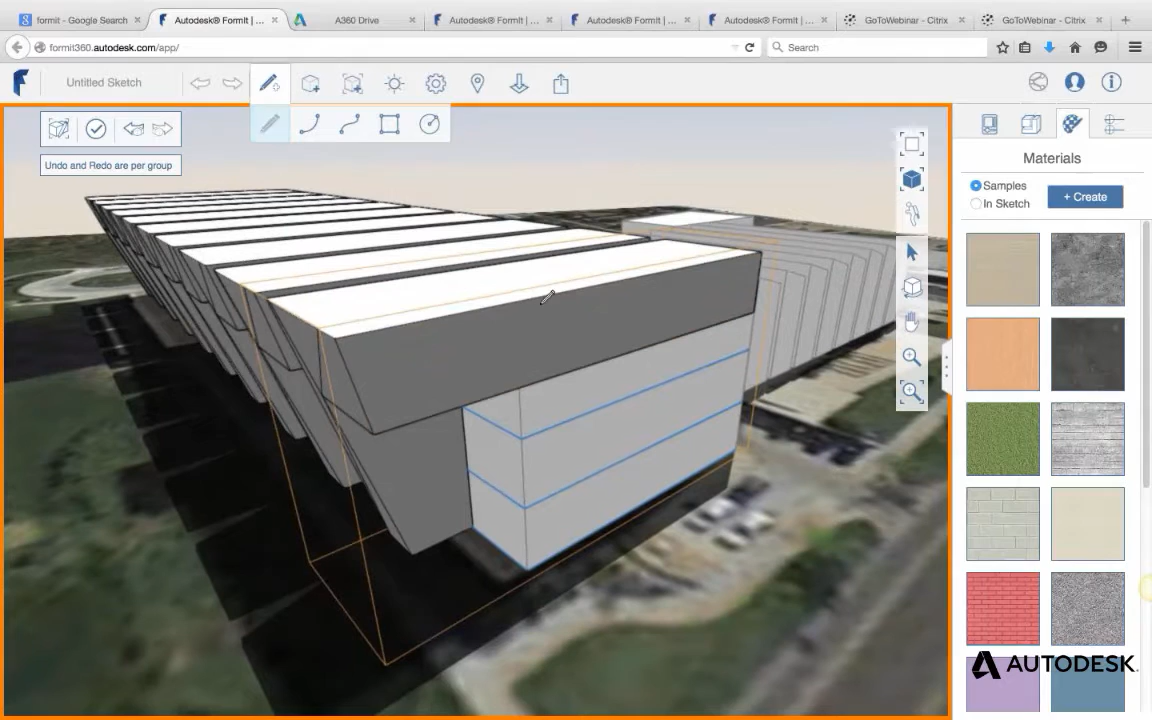 formit - Google Search
Autodesk® FormIt | ...
A360 Drive
Autodesk® FormIt | ...
Autodesk® FormIt | ...
Autodesk® FormIt | ...
GoToWebinar - Citrix
GoToWebinar - Citrix
formit360.autodesk.com/app/
Search
Untitled Sketch
Undo and Redo are per group
Materials
Samples
In Sketch
+ Create
AUTODESK.